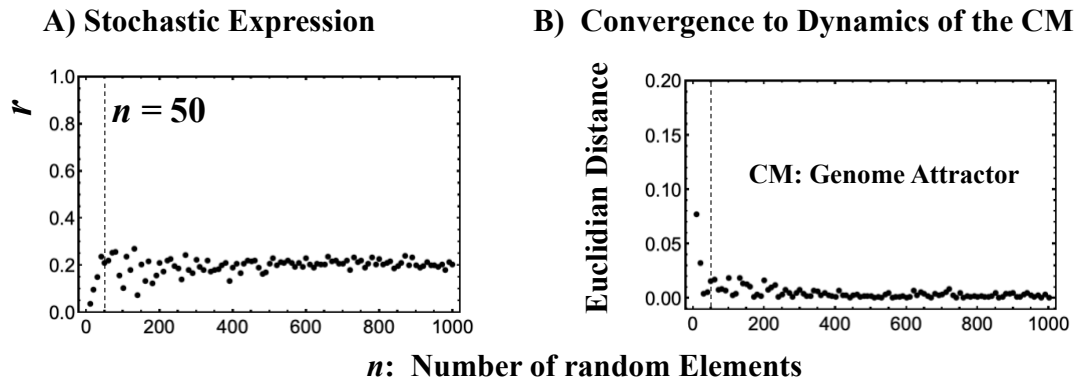 A) Stochastic Expression
B) Convergence to Dynamics of the CM
r
1.0
0.8
0.6
0.4
0.2
0.0
n = 50
0 200 400 600 800 1000
Euclidian Distance
0.20
0.15
0.10
0.05
0.00
CM: Genome Attractor
0 200 400 600 800 1000
n: Number of random Elements